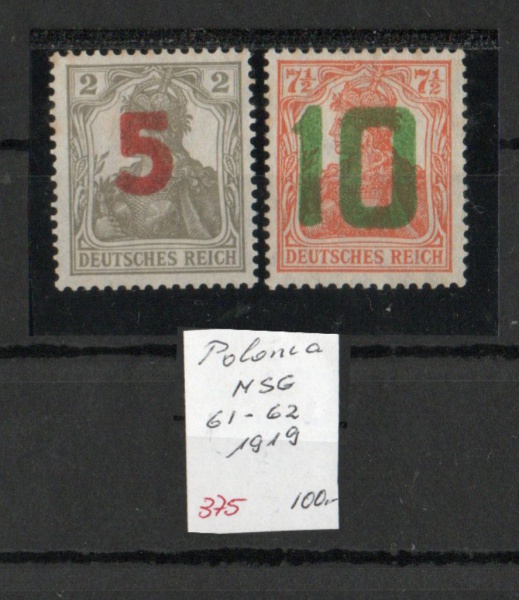 2 2
5
DEUTSCHES REICH
7½ 7½
10
DEUTSCHES REICH
Polonia
NSG
61-62
1919
375 100.-